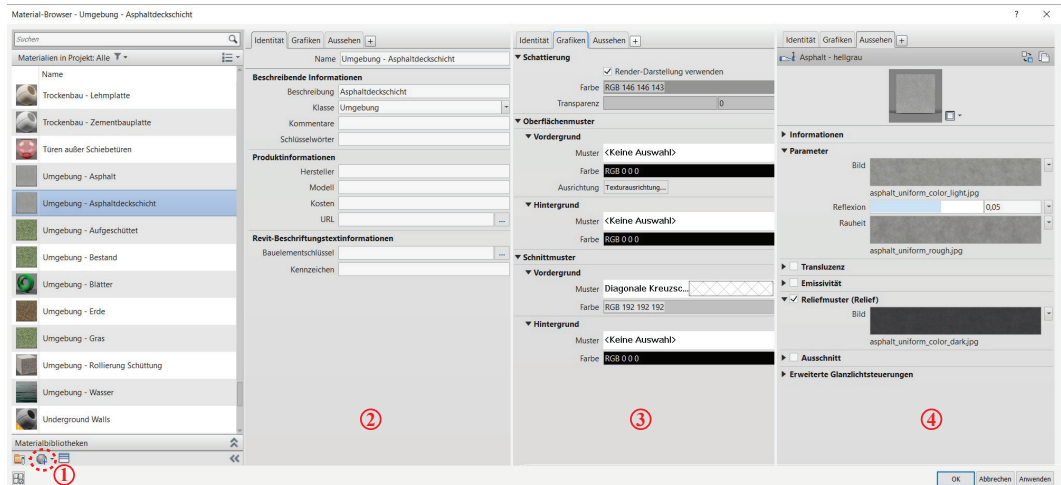 Material-Browser - Umgebung - Asphaltdeckschicht
?
Suchen
Materialien in Projekt: Alle
Name
Trockenbau - Lehmplatte
Trockenbau - Zementbauplatte
Türen außer Schiebetüren
Umgebung - Asphalt
Umgebung - Asphaltdeckschicht
Umgebung - Aufgeschüttet
Umgebung - Bestand
Umgebung - Blätter
Umgebung - Erde
Umgebung - Gras
Umgebung - Rollierung Schüttung
Umgebung - Wasser
Underground Walls
Materialbibliotheken
1
Identität Grafiken Aussehen +
Name Umgebung - Asphaltdeckschicht
Beschreibende Informationen
Beschreibung Asphaltdeckschicht
Klasse Umgebung
Kommentare
Schlüsselwörter
Produktinformationen
Hersteller
Modell
Kosten
URL ...
Revit-Beschriftungstextinformationen
Bauelementschlüssel ...
Kennzeichen
2
Identität Grafiken Aussehen +
Schattierung
Render-Darstellung verwenden
Farbe RGB 146 146 143
Transparenz 0
Oberflächenmuster
Vordergrund
Muster <Keine Auswahl>
Farbe RGB 0 0 0
Ausrichtung Texturausrichtung...
Hintergrund
Muster <Keine Auswahl>
Farbe RGB 0 0 0
Schnittmuster
Vordergrund
Muster Diagonale Kreuzsc...
Farbe RGB 192 192 192
Hintergrund
Muster <Keine Auswahl>
Farbe RGB 0 0 0
3
Identität Grafiken Aussehen +
Asphalt - hellgrau
Informationen
Parameter
Bild
asphalt_uniform_color_light.jpg
Reflexion 0,05
Rauheit
asphalt_uniform_rough.jpg
Transluzenz
Emissivität
Reliefmuster (Relief)
Bild
asphalt_uniform_color_dark.jpg
Ausschnitt
Erweiterte Glanzlichtsteuerungen
4
OK Abbrechen Anwenden